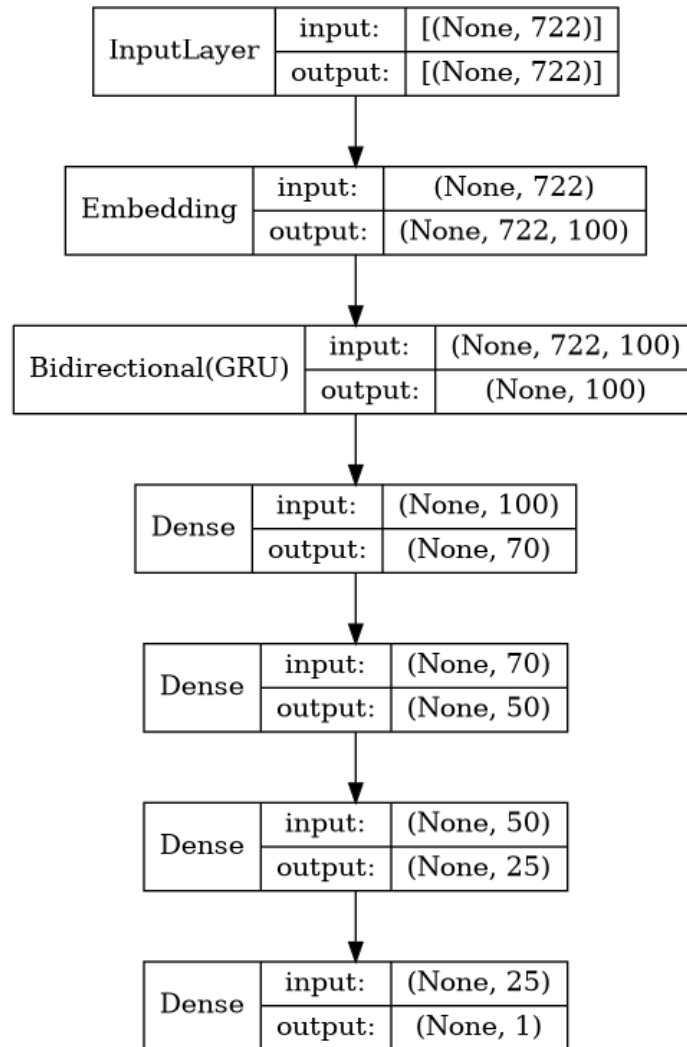 InputLayer input: [(None, 722)]
output: [(None, 722)]
Embedding input: (None, 722)
output: (None, 722, 100)
Bidirectional(GRU) input: (None, 722, 100)
output: (None, 100)
Dense input: (None, 100)
output: (None, 70)
Dense input: (None, 70)
output: (None, 50)
Dense input: (None, 50)
output: (None, 25)
Dense input: (None, 25)
output: (None, 1)